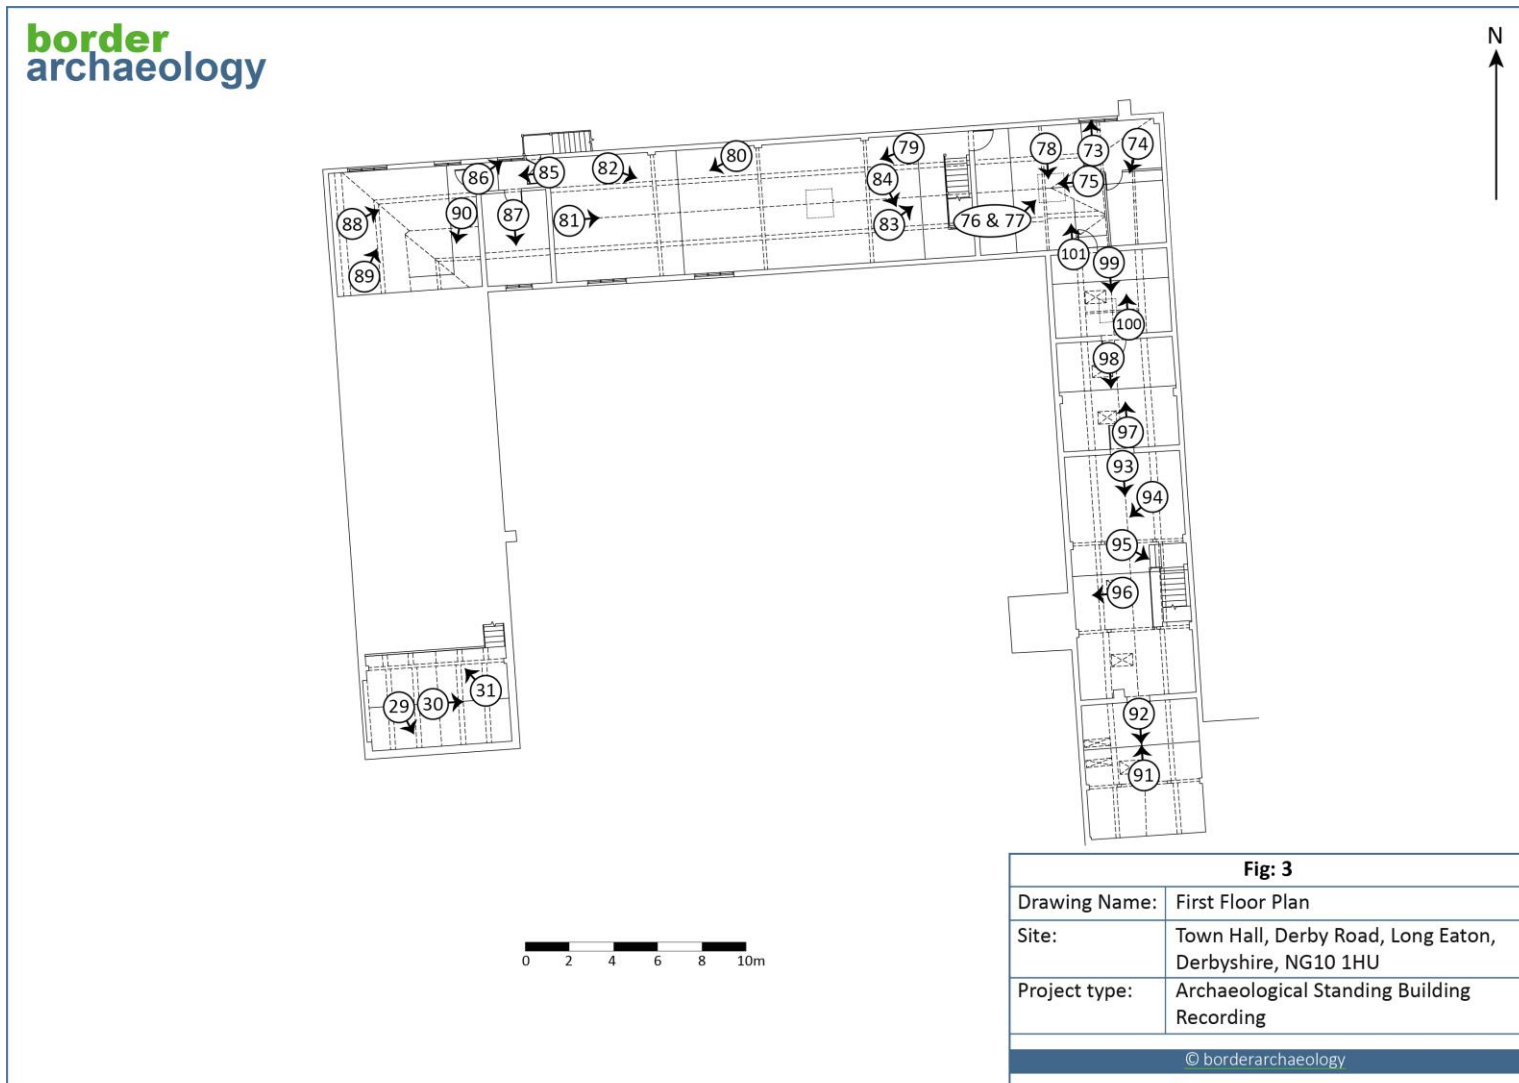 border
archaeology
N
79
80
78
73
74
82
85
86
84
75
88
90
87
81
83
76 & 77
89
101
99
100
98
97
93
94
95
96
31
29
30
92
91
0 2 4 6 8 10m
Fig: 3
Drawing Name: First Floor Plan
Site: Town Hall, Derby Road, Long Eaton,
Derbyshire, NG10 1HU
Project type: Archaeological Standing Building
Recording
© borderarchaeology